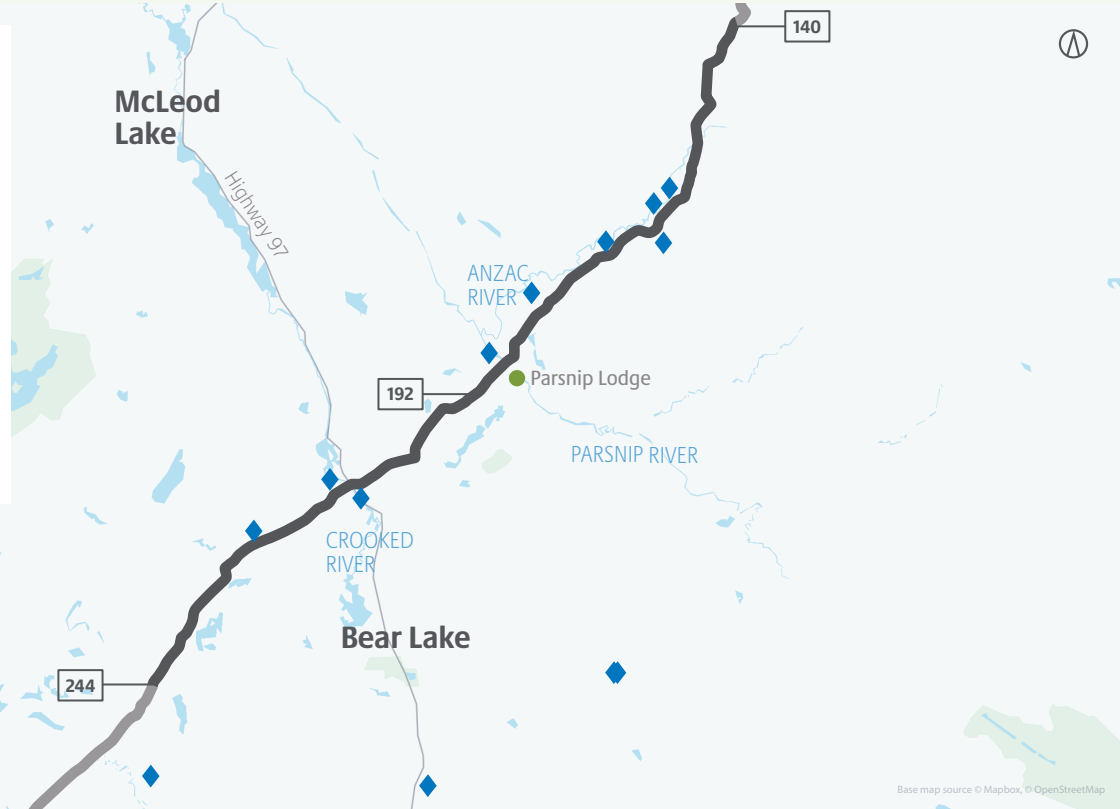 140
McLeod
Lake
Highway 97
ANZAC
RIVER
Parsnip Lodge
192
PARSNIP RIVER
CROOKED
RIVER
Bear Lake
244
Base map source © Mapbox, © OpenStreetMap